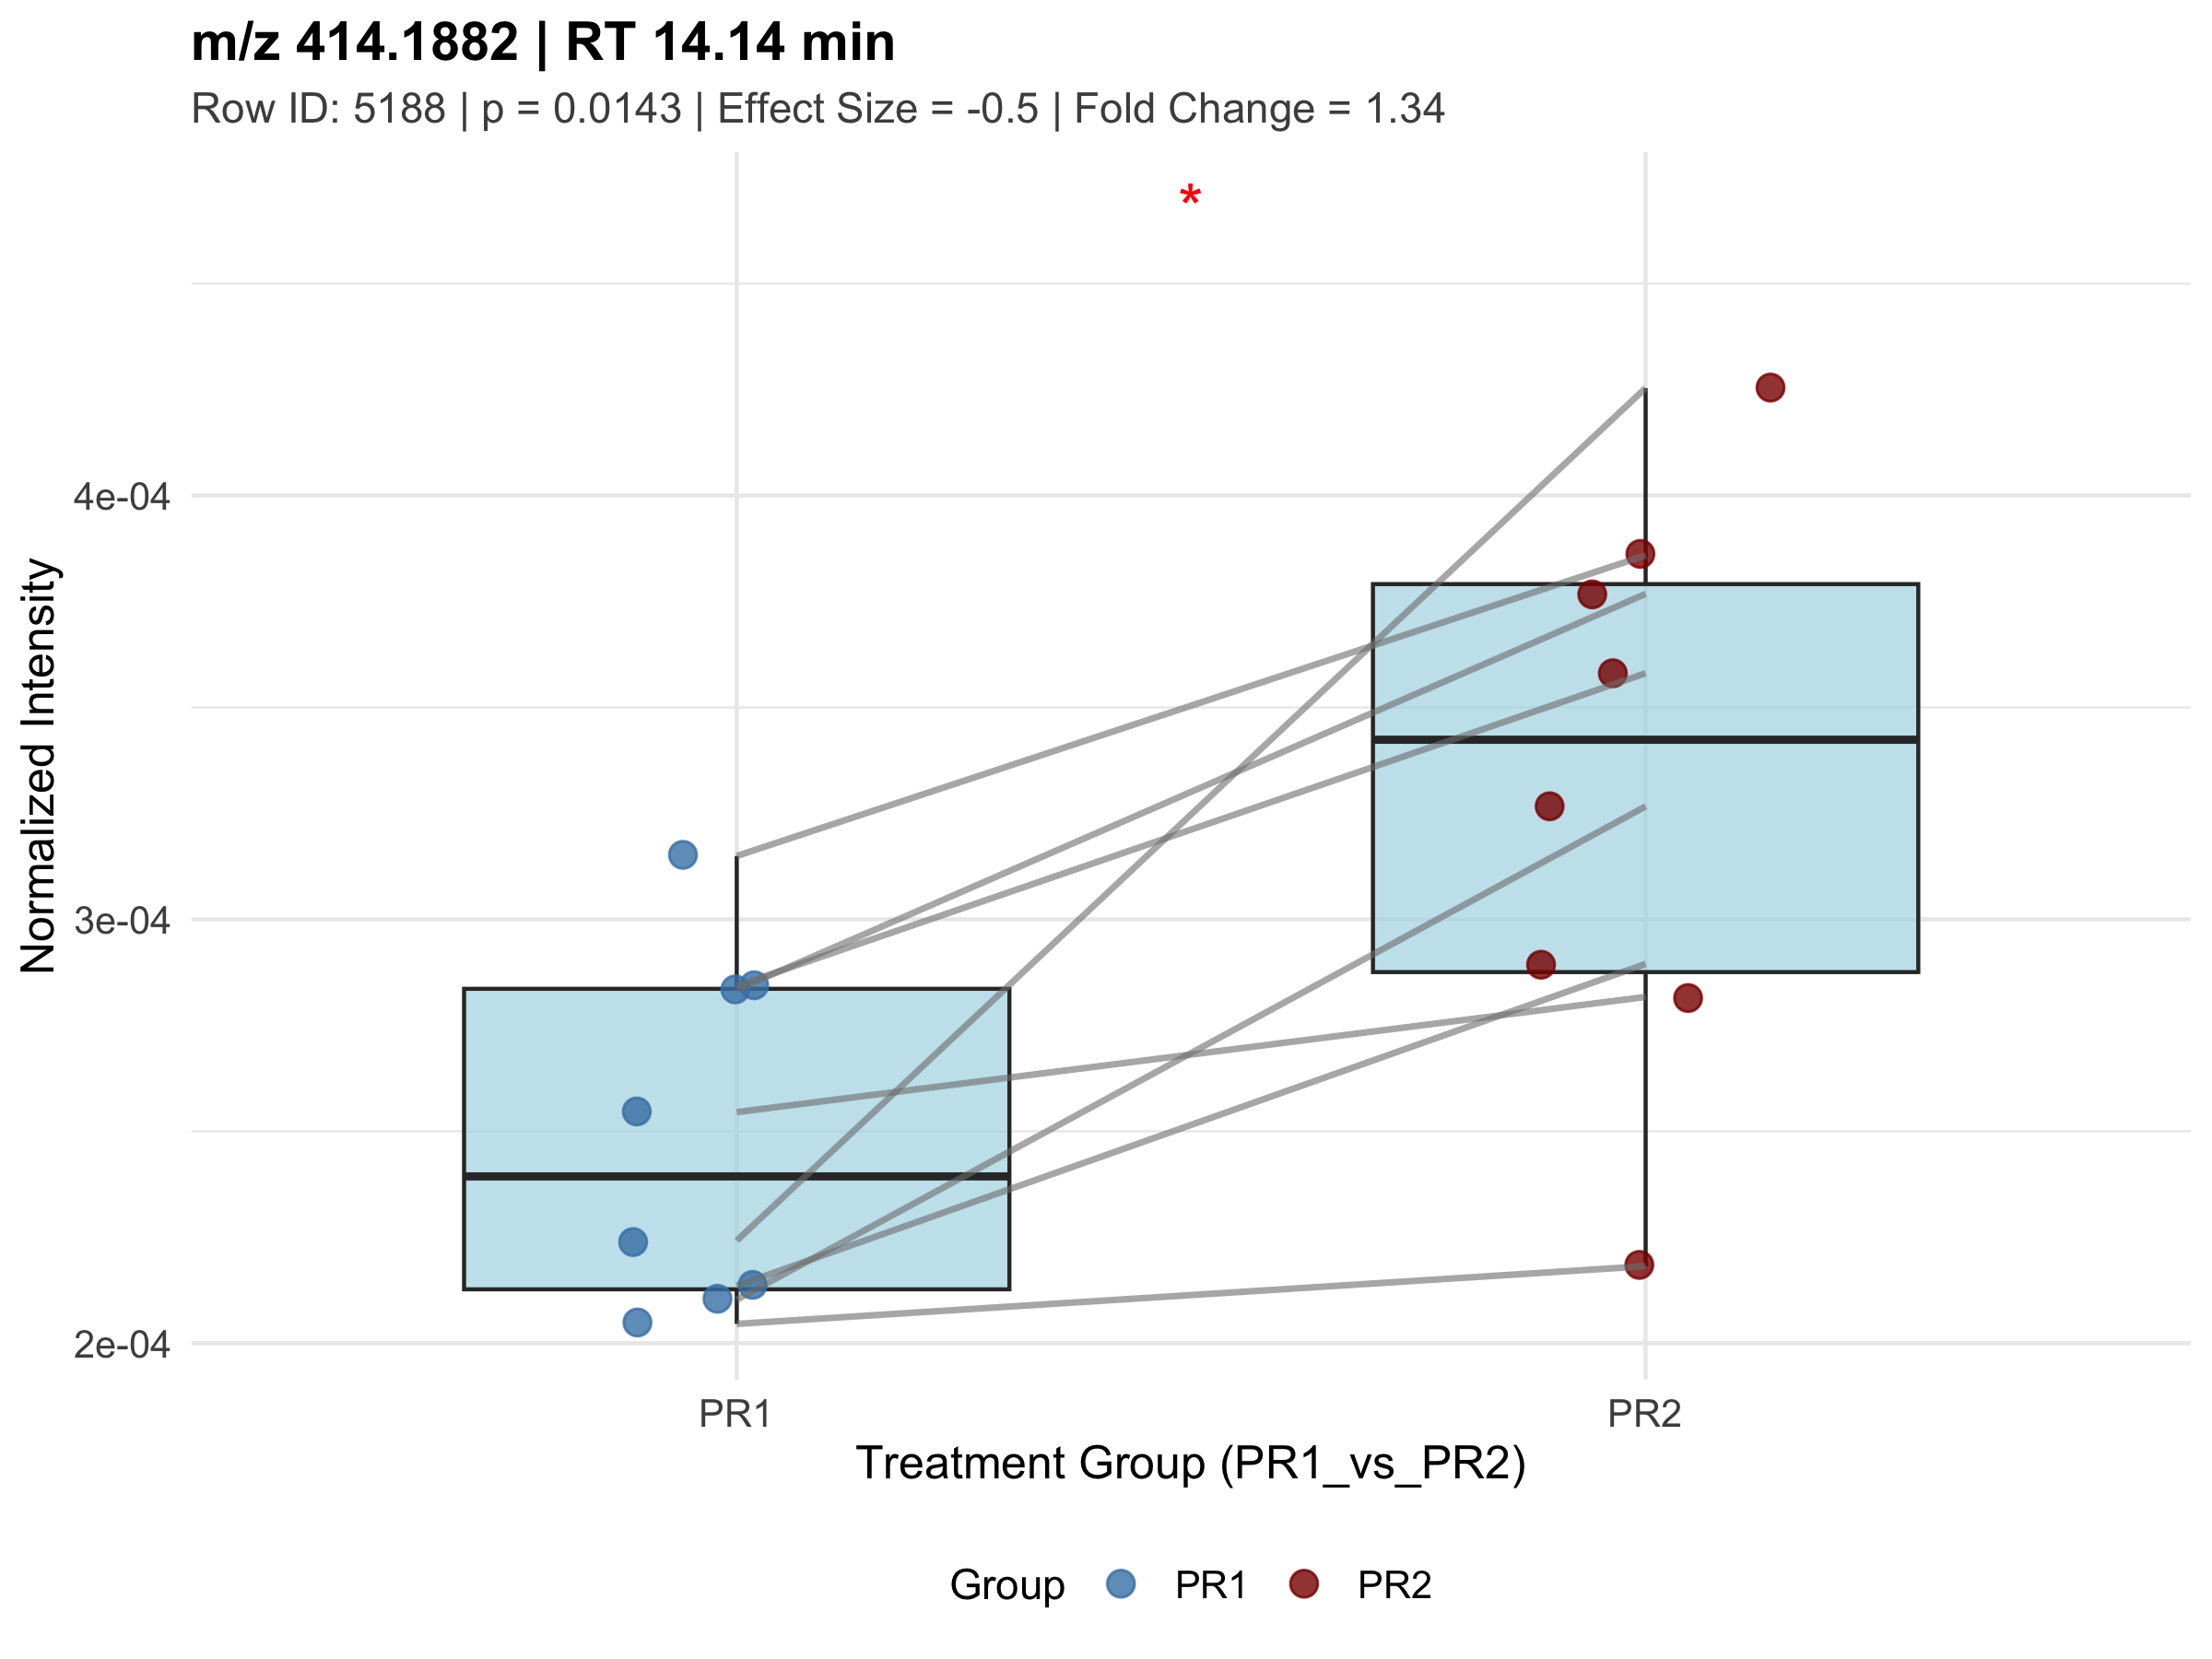 m/z 414.1882 | RT 14.14 min
Row ID: 5188 | p = 0.0143 | Effect Size = -0.5 | Fold Change = 1.34
*
Normalized Intensity
4e-04
3e-04
2e-04
PR1
PR2
Treatment Group (PR1_vs_PR2)
Group PR1 PR2